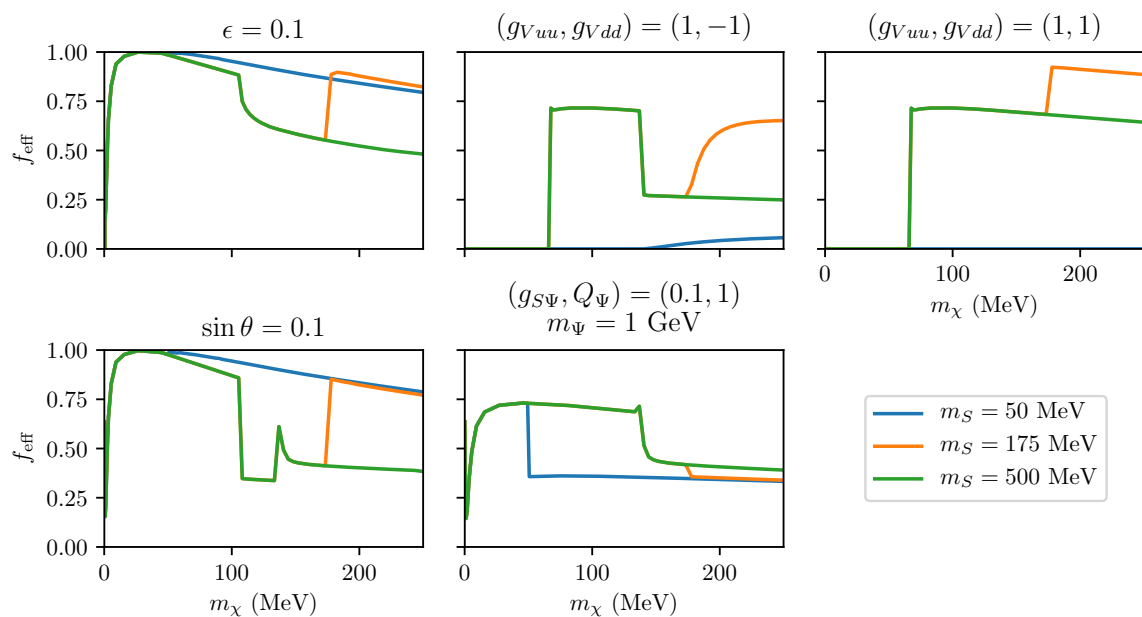 ϵ = 0.1
(g_{Vuu}, g_{Vdd}) = (1, −1)
(g_{Vuu}, g_{Vdd}) = (1, 1)
f_eff
1.00
0.75
0.50
0.25
0.00
0
100
200
m_χ (MeV)
sin θ = 0.1
(g_{SΨ}, Q_Ψ) = (0.1, 1)
m_Ψ = 1 GeV
f_eff
1.00
0.75
0.50
0.25
0.00
0
100
200
m_χ (MeV)
0
100
200
m_χ (MeV)
m_S = 50 MeV
m_S = 175 MeV
m_S = 500 MeV